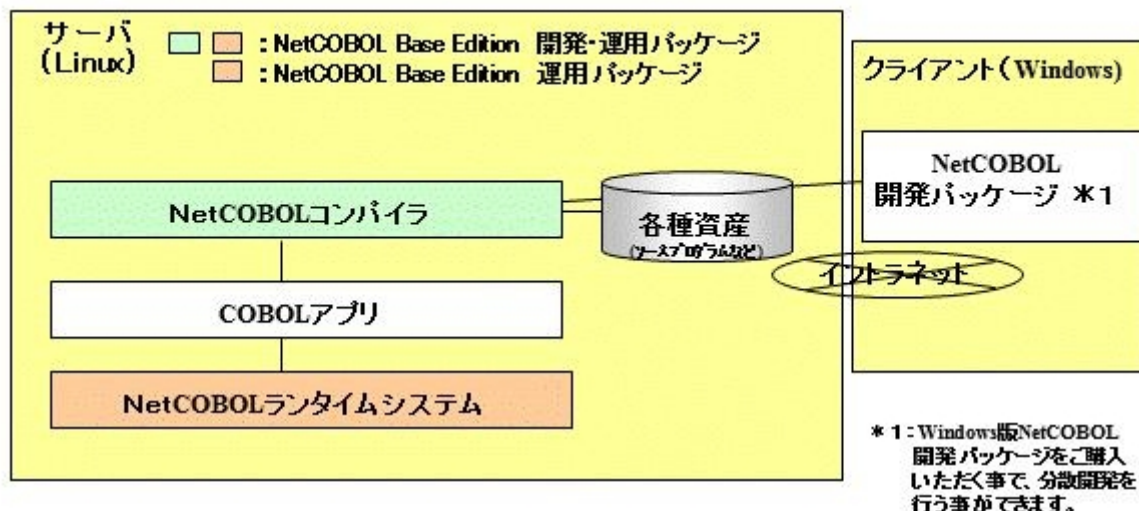 サーバ
(Linux)
:NetCOBOL Base Edition 開発・運用パッケージ
:NetCOBOL Base Edition 運用パッケージ
クライアント(Windows)
NetCOBOL
開発パッケージ *1
NetCOBOLコンパイラ
各種資産
(ソースプログラムなど)
イントラネット
COBOLアプリ
NetCOBOLランタイムシステム
*1:Windows版NetCOBOL
開発パッケージをご購入
いただく事で、分散開発を
行う事ができます。